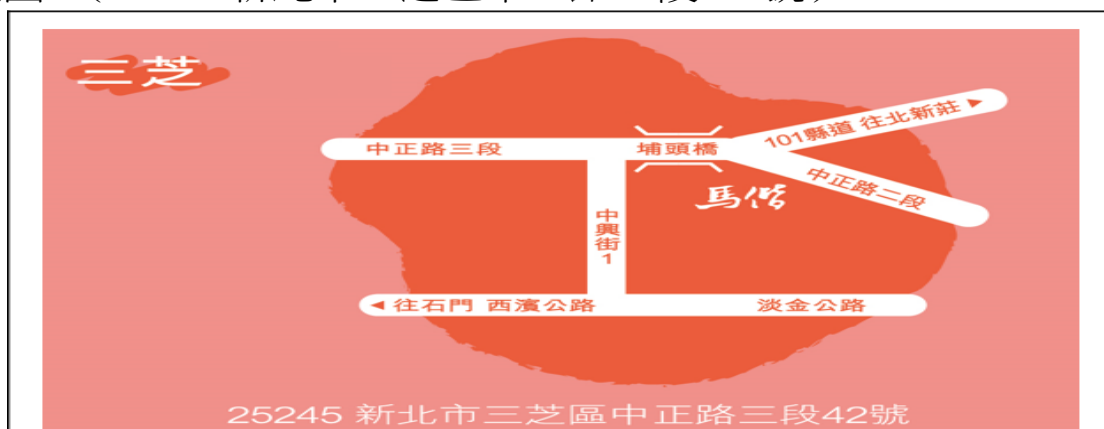 三芝
101縣道 往北新莊 ▶
中正路三段
埔頭橋
中正路二段
馬偕
中興街1
◀往石門 西濱公路
淡金公路
25245 新北市三芝區中正路三段42號